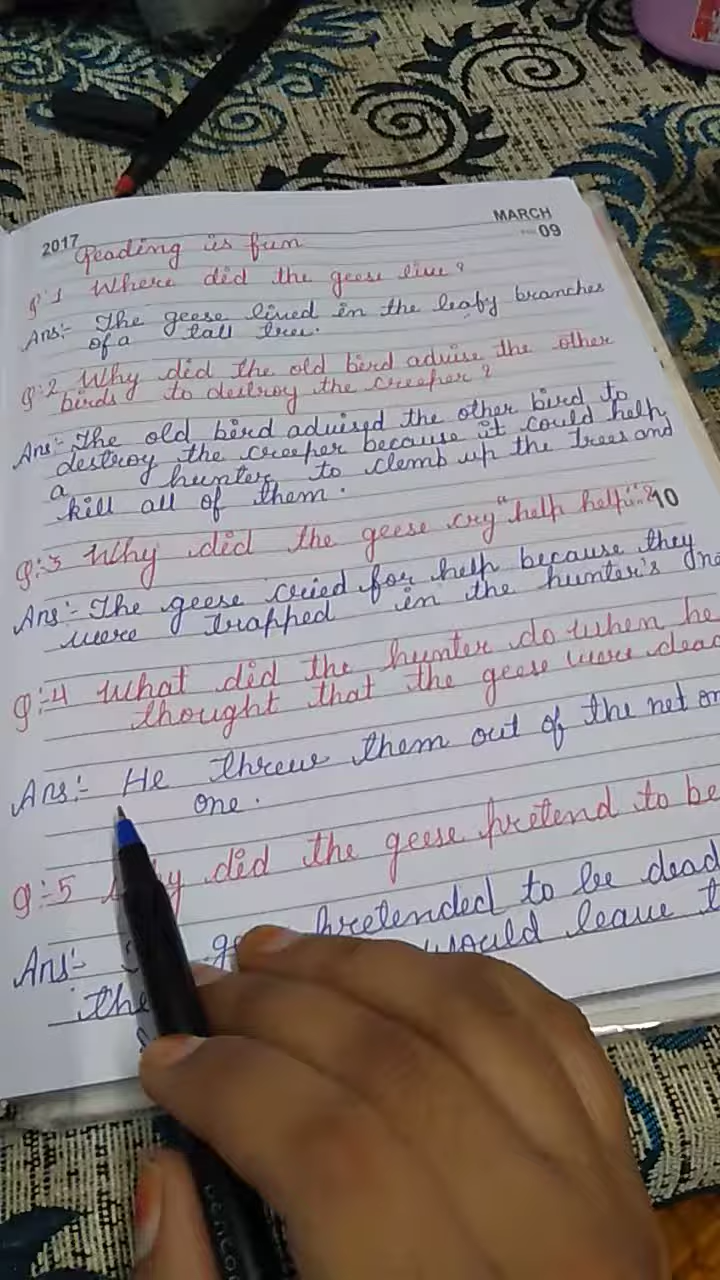 2017
MARCH
09
Reading is fun
Q:1 Where did the geese live?
Ans:- The geese lived in the leafy branches
of a tall tree.
Q:2 Why did the old bird advise the other
birds to destroy the creeper?
Ans:- The old bird advised the other bird to
destroy the creeper because it could help
a hunter to climb up the trees and
kill all of them.
10
Q:3 Why did the geese cry "help help"?
Ans:- The geese cried for help because they
were trapped in the hunter's
Q:4 What did the hunter do when he
thought that the geese were dead
Ans:- He threw them out of the net
one.
Q:5 did the geese pretend to be
Ans:- pretended to be dead
the would leave